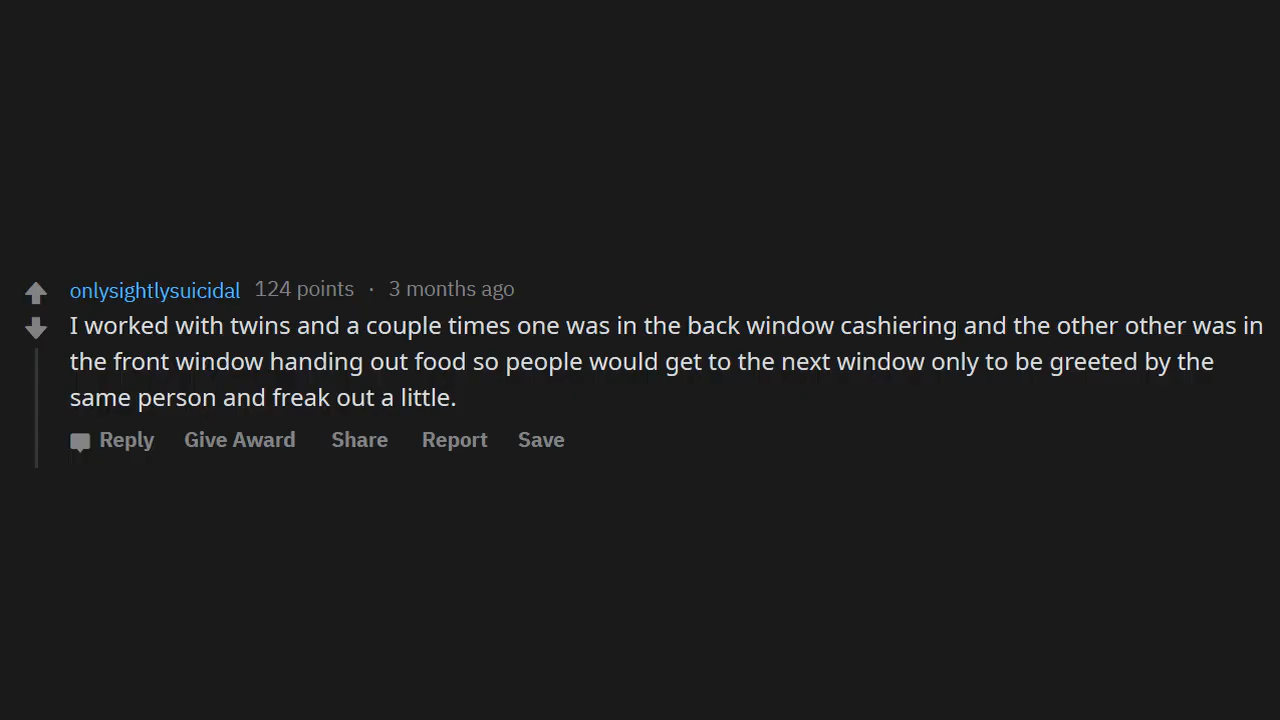 onlysightlysuicidal 124 points · 3 months ago
I worked with twins and a couple times one was in the back window cashiering and the other other was in
the front window handing out food so people would get to the next window only to be greeted by the
same person and freak out a little.
Reply Give Award Share Report Save